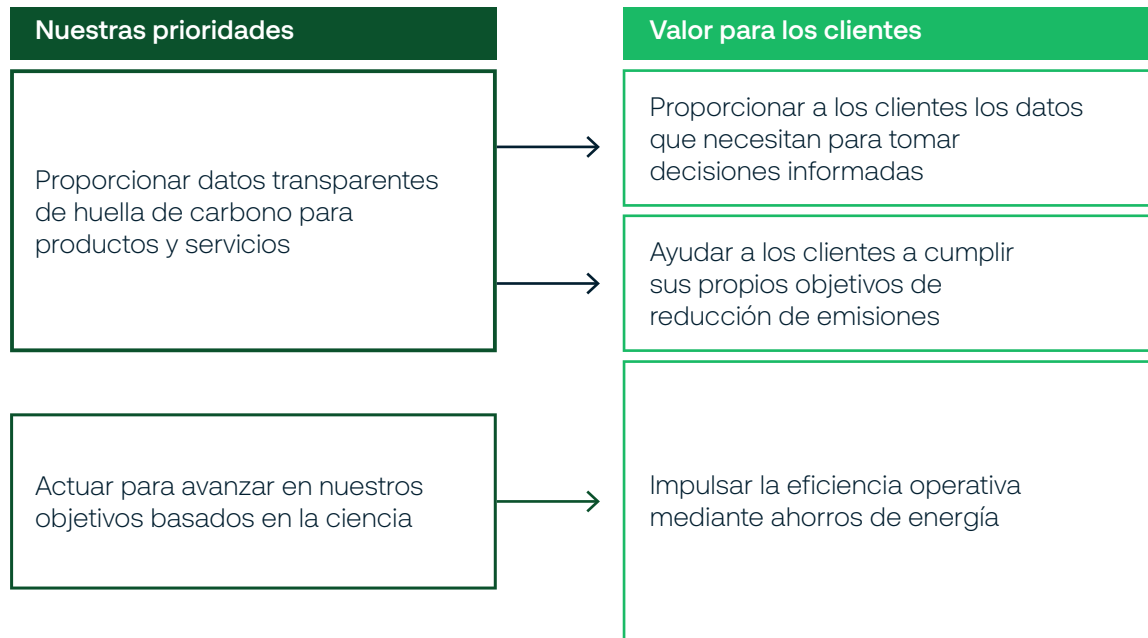 Nuestras prioridades
Valor para los clientes
Proporcionar datos transparentes
de huella de carbono para
productos y servicios
Proporcionar a los clientes los datos
que necesitan para tomar
decisiones informadas
Ayudar a los clientes a cumplir
sus propios objetivos de
reducción de emisiones
Actuar para avanzar en nuestros
objetivos basados en la ciencia
Impulsar la eficiencia operativa
mediante ahorros de energía